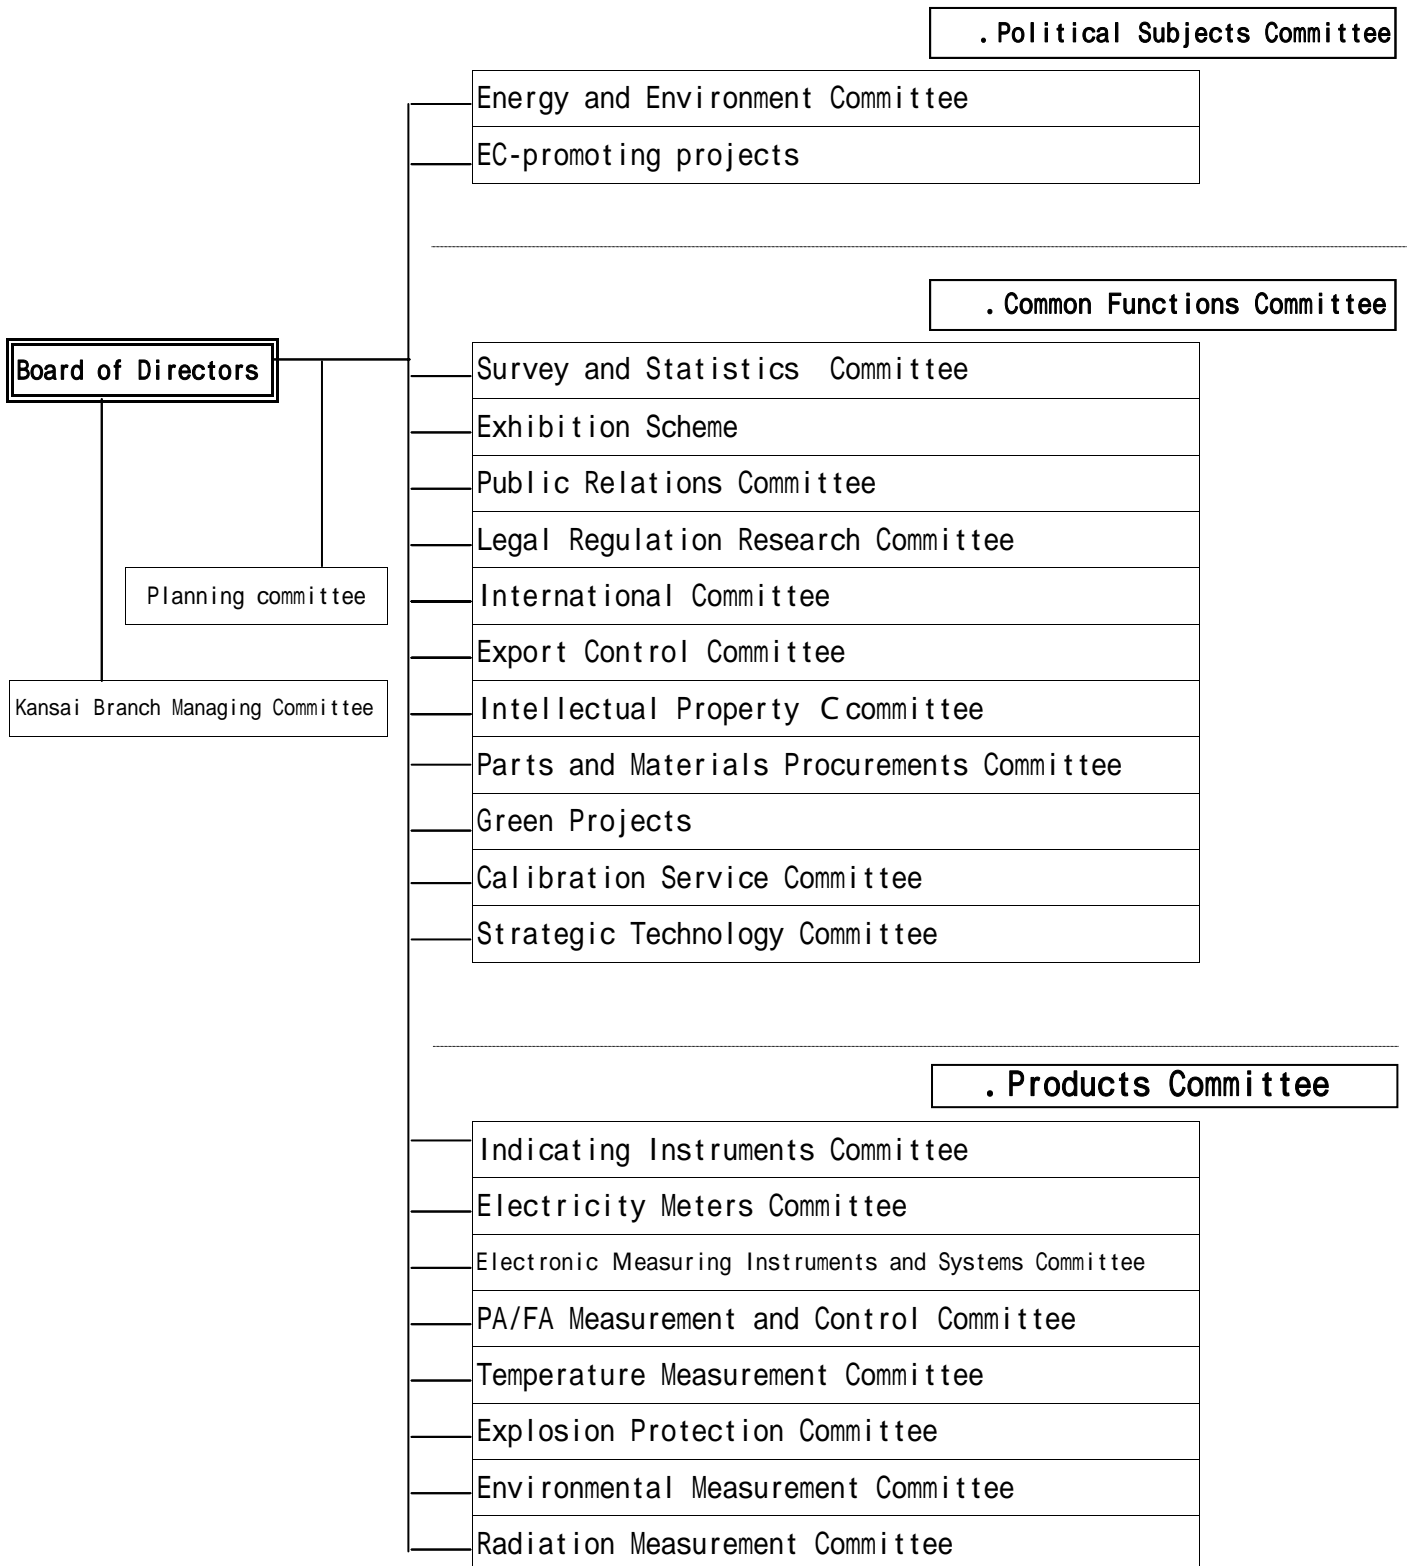 .Political Subjects Committee
Energy and Environment Committee
EC-promoting projects
.Common Functions Committee
Board of Directors
Survey and Statistics Committee
Exhibition Scheme
Public Relations Committee
Legal Regulation Research Committee
Planning committee
International Committee
Export Control Committee
Kansai Branch Managing Committee
Intellectual Property Ccommittee
Parts and Materials Procurements Committee
Green Projects
Calibration Service Committee
Strategic Technology Committee
.Products Committee
Indicating Instruments Committee
Electricity Meters Committee
Electronic Measuring Instruments and Systems Committee
PA/FA Measurement and Control Committee
Temperature Measurement Committee
Explosion Protection Committee
Environmental Measurement Committee
Radiation Measurement Committee